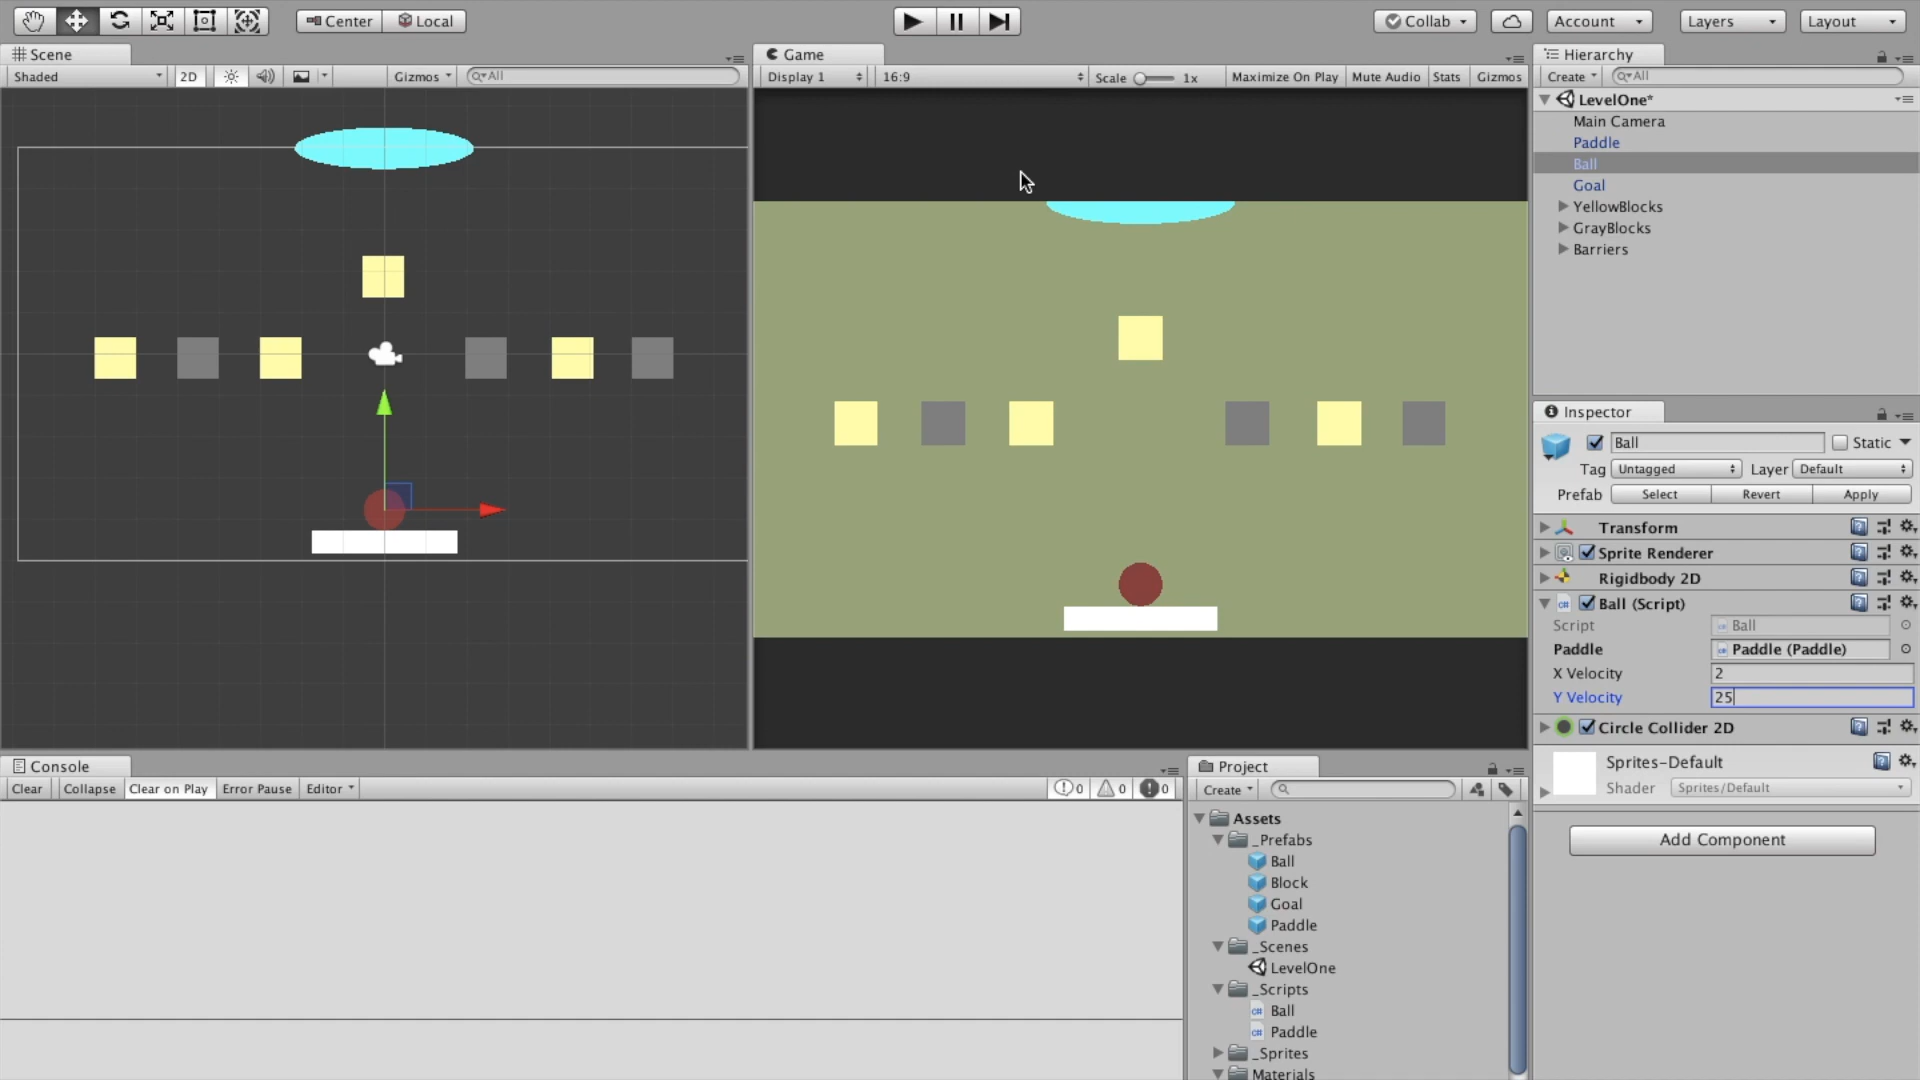 Center
Local
Collab
Account
Layers
Layout
Scene
Shaded
2D
Gizmos
All
Game
Display 1
16:9
Scale
1x
Maximize On Play
Mute Audio
Stats
Gizmos
Hierarchy
Create
All
LevelOne*
Main Camera
Paddle
Ball
Goal
YellowBlocks
GrayBlocks
Barriers
Inspector
Ball
Static
Tag Untagged Layer Default
Prefab Select Revert Apply
Transform
Sprite Renderer
Rigidbody 2D
Ball (Script)
Script Ball
Paddle Paddle (Paddle)
X Velocity 2
Y Velocity 25
Circle Collider 2D
Sprites-Default
Shader Sprites/Default
Add Component
Console
Clear
Collapse
Clear on Play
Error Pause
Editor
0
0
0
Project
Create
Assets
_Prefabs
Ball
Block
Goal
Paddle
_Scenes
LevelOne
_Scripts
C# Ball
C# Paddle
_Sprites
Materials